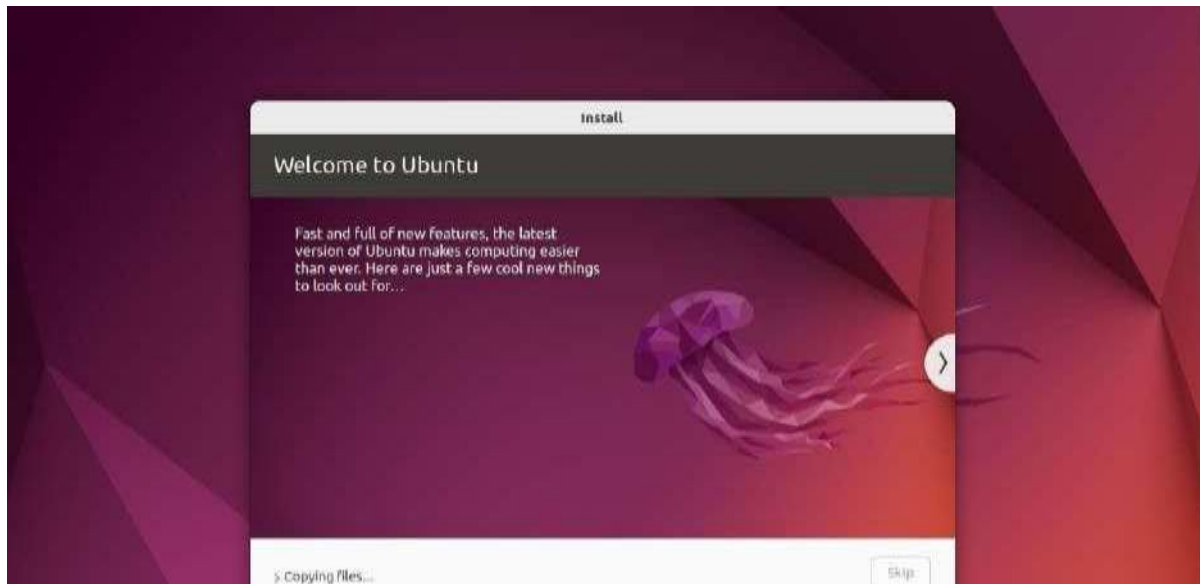 Install
Welcome to Ubuntu
Fast and full of new features, the latest
version of Ubuntu makes computing easier
than ever. Here are just a few cool new things
to look out for...
> Copying files...
Skip